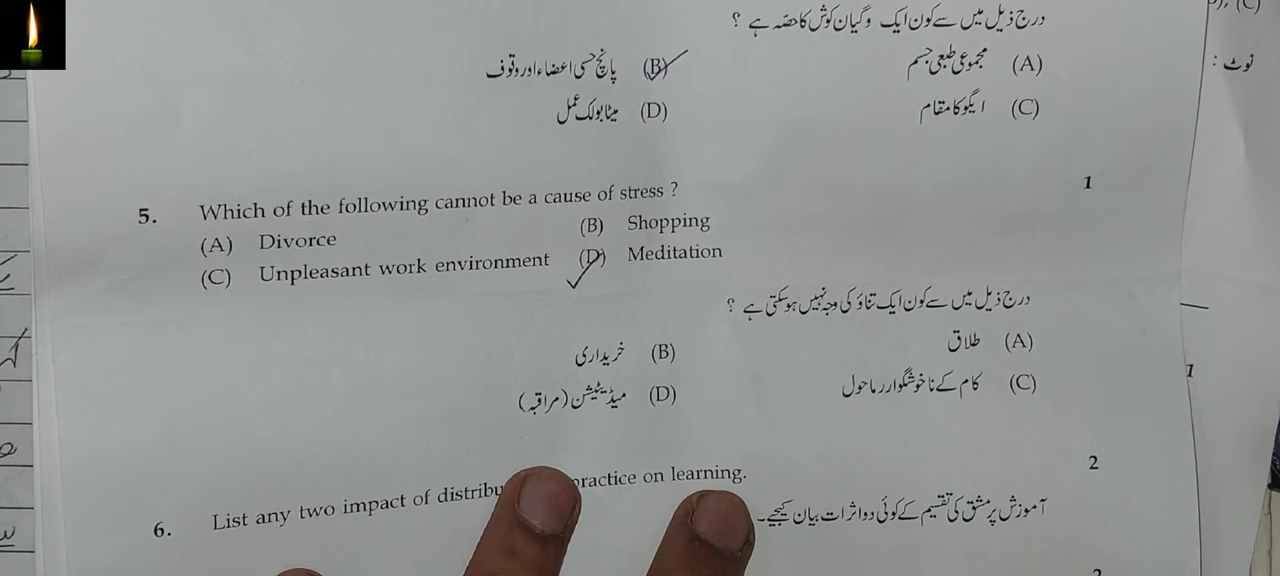 درج ذیل میں سے کون ایک وگیان کوش کا حصّہ ہے ؟
(A) مجموعی طبعی جسم (B) پانچ حسی اعضاء اور وقوف
(C) ایگو کا مقام (D) میٹابولک عمل
نوٹ :
5. Which of the following cannot be a cause of stress ? 1
(A) Divorce (B) Shopping
(C) Unpleasant work environment (D) Meditation
درج ذیل میں سے کون ایک تناؤ کی وجہ نہیں ہوسکتی ہے ؟
(A) طلاق (B) خریداری
(C) کام کے ناخوشگوار ماحول (D) میڈیٹیشن (مراقبہ)
1
6. List any two impact of practice on learning. 2
آموزش پر مشق کی تقسیم کے کوئی دو اثرات بیان کیجیے۔